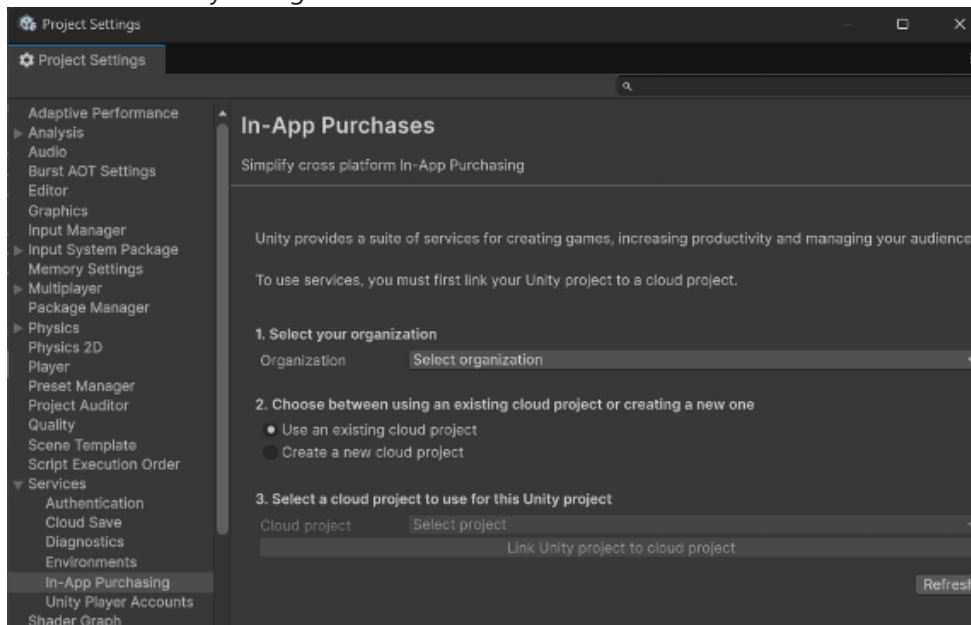 Project Settings
Project Settings
Adaptive Performance
Analysis
Audio
Burst AOT Settings
Editor
Graphics
Input Manager
Input System Package
Memory Settings
Multiplayer
Package Manager
Physics
Physics 2D
Player
Preset Manager
Project Auditor
Quality
Scene Template
Script Execution Order
Services
Authentication
Cloud Save
Diagnostics
Environments
In-App Purchasing
Unity Player Accounts
Shader Graph
In-App Purchases
Simplify cross platform In-App Purchasing
Unity provides a suite of services for creating games, increasing productivity and managing your audience
To use services, you must first link your Unity project to a cloud project.
1. Select your organization
Organization Select organization
2. Choose between using an existing cloud project or creating a new one
Use an existing cloud project
Create a new cloud project
3. Select a cloud project to use for this Unity project
Cloud project Select project
Link Unity project to cloud project
Refresh